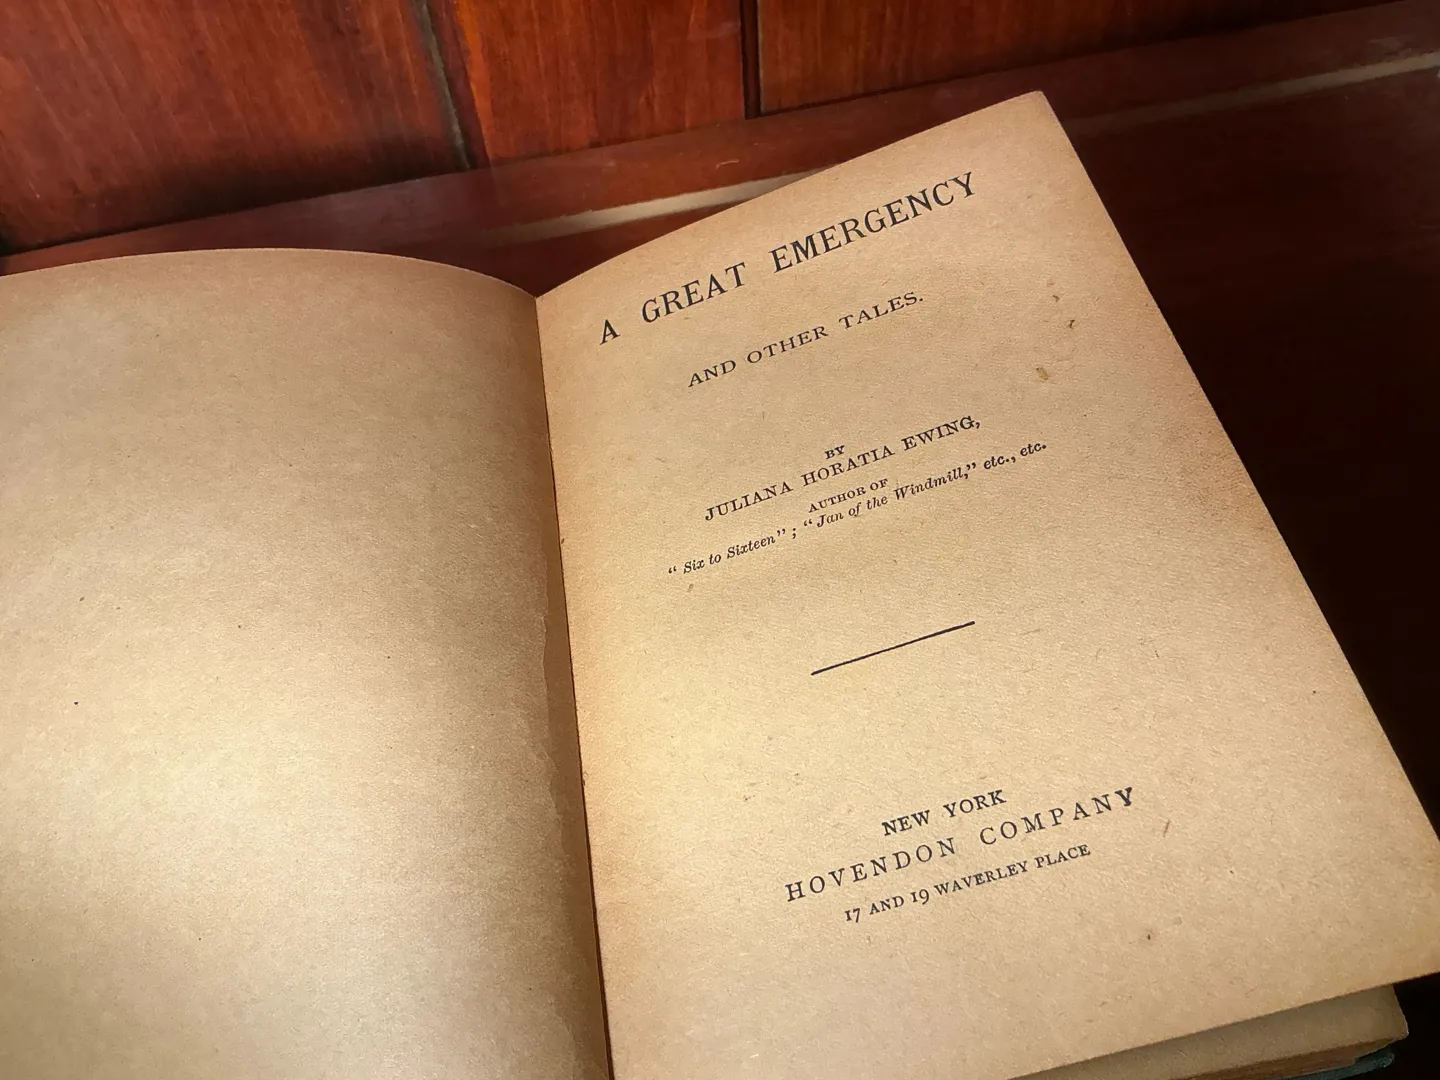 A GREAT EMERGENCY
AND OTHER TALES.
BY
JULIANA HORATIA EWING,
AUTHOR OF
“ Six to Sixteen” ; “ Jan of the Windmill,” etc., etc.
NEW YORK
HOVENDON COMPANY
17 AND 19 WAVERLEY PLACE